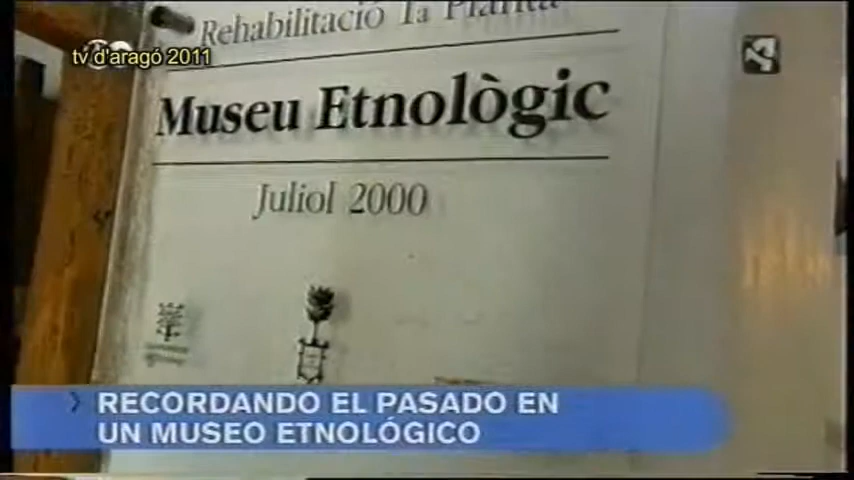 Rehabilitació 1a Planta
tv d'aragó 2011
Museu Etnològic
Juliol 2000
RECORDANDO EL PASADO EN
UN MUSEO ETNOLÓGICO